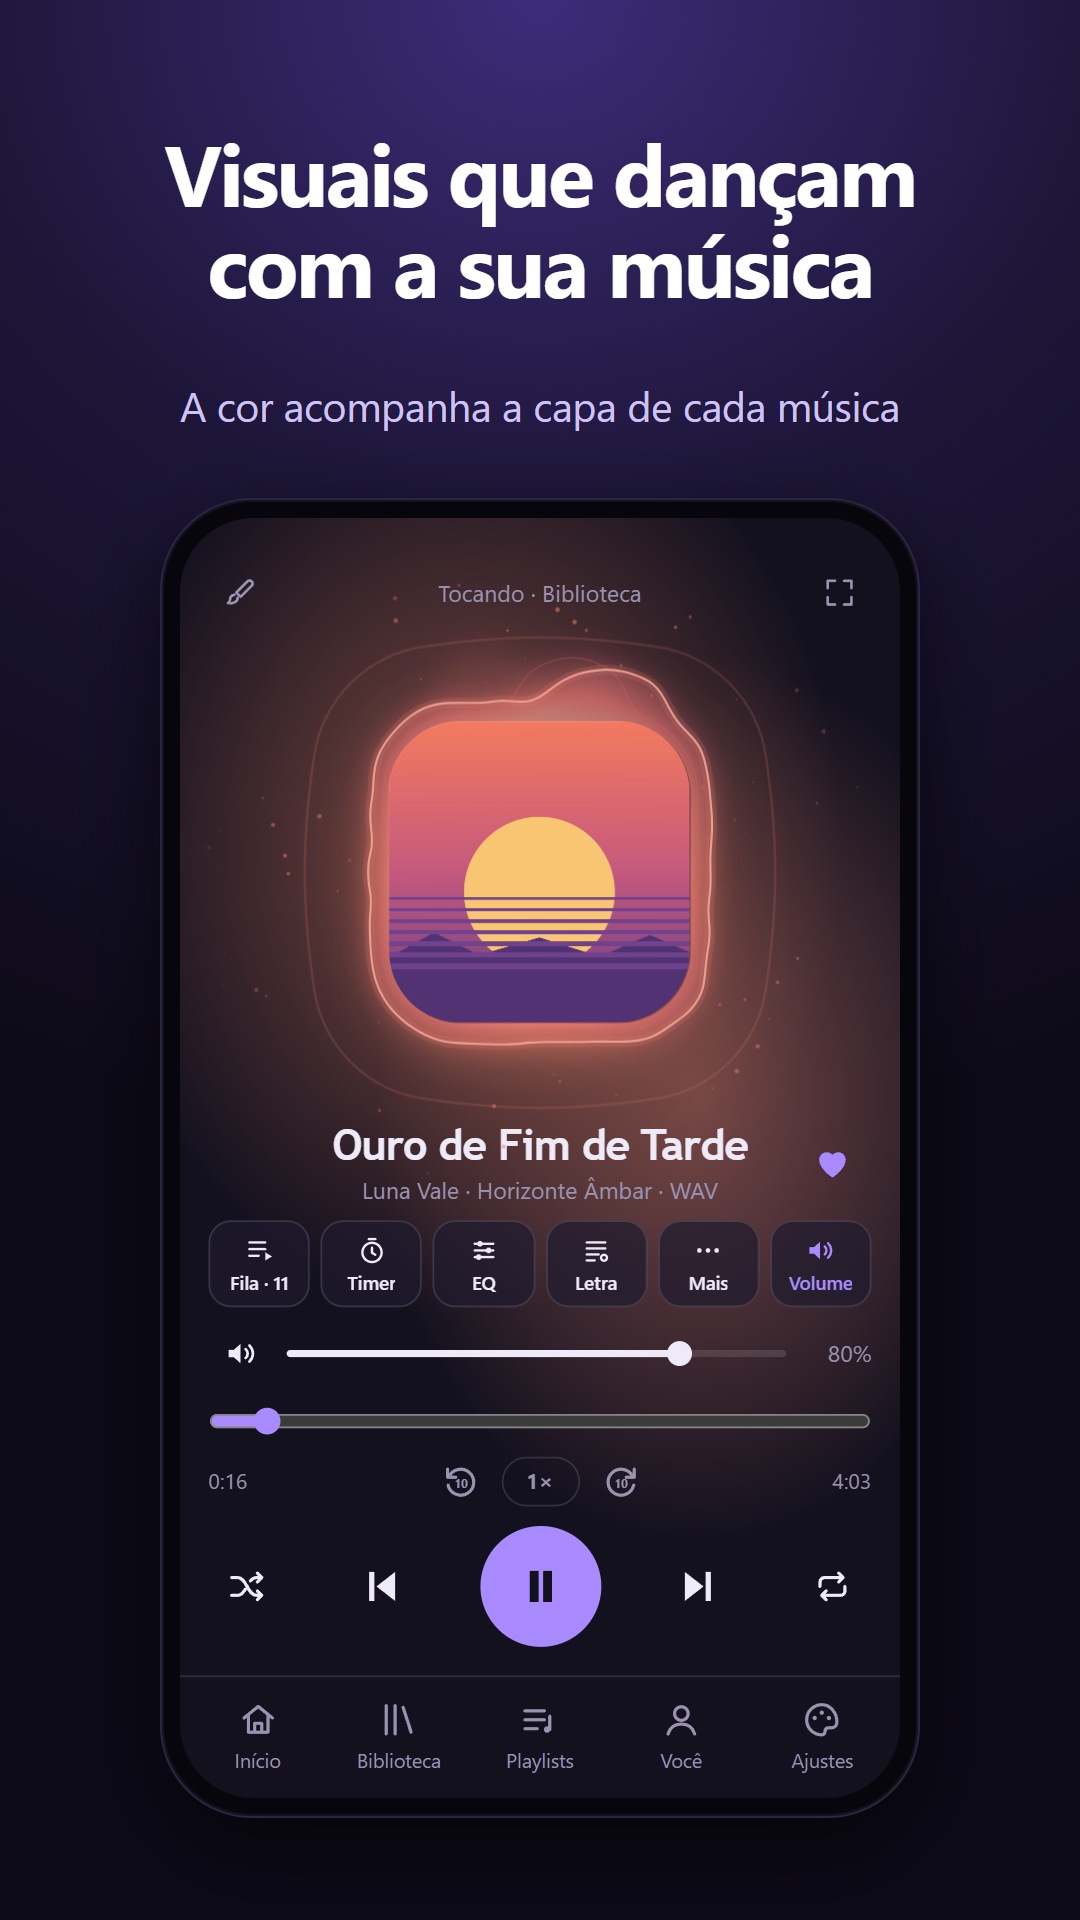 Visuais que dançam
com a sua música
A cor acompanha a capa de cada música
Tocando · Biblioteca
Ouro de Fim de Tarde
Luna Vale · Horizonte Âmbar · WAV
Fila · 11 Timer EQ Letra Mais Volume
80%
0:16 10 1× 10 4:03
Início Biblioteca Playlists Você Ajustes